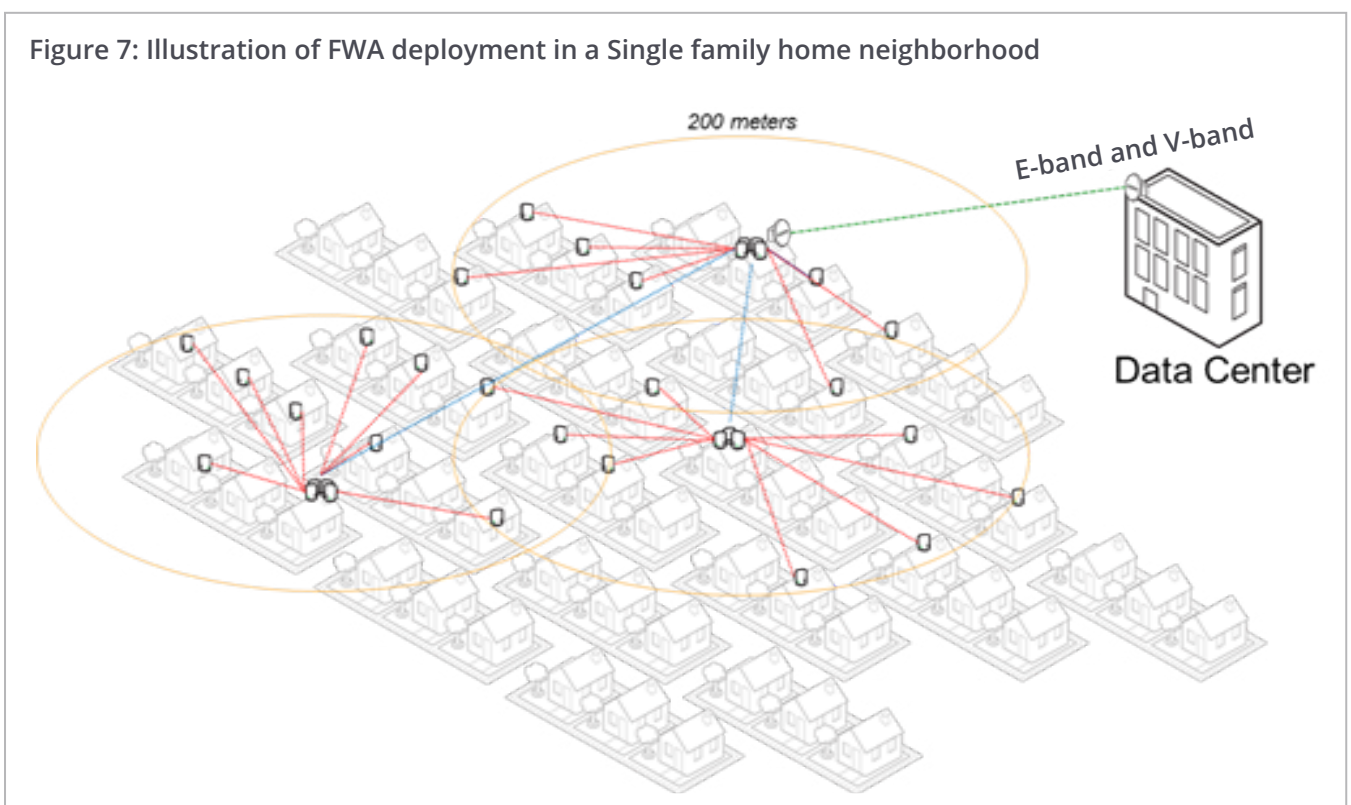 Figure 7: Illustration of FWA deployment in a Single family home neighborhood
200 meters
E-band and V-band
Data Center